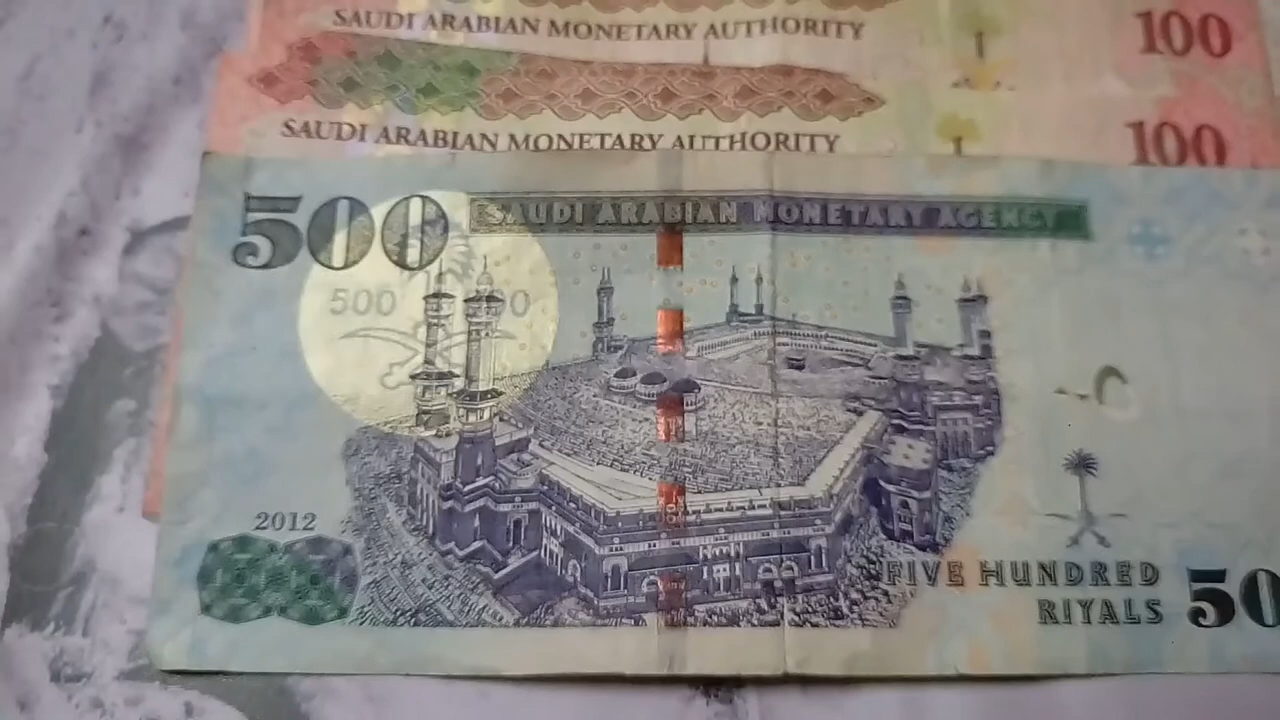 SAUDI ARABIAN MONETARY AUTHORITY
100
SAUDI ARABIAN MONETARY AUTHORITY
100
500
SAUDI ARABIAN MONETARY AGENCY
500
2012
FIVE HUNDRED
RIYALS
50